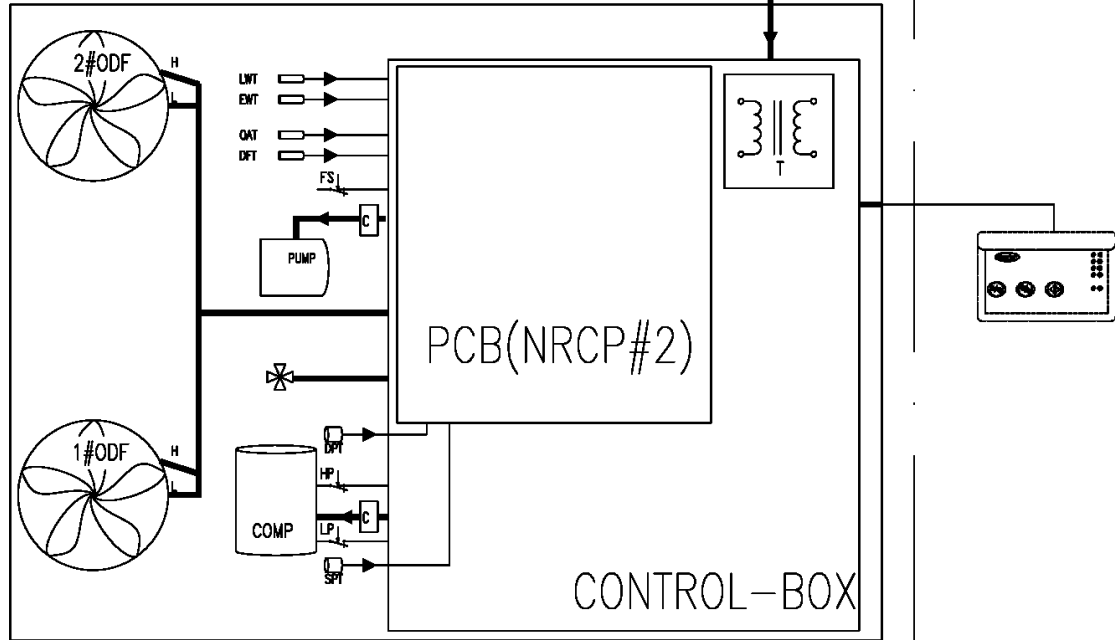 2#ODF
H
L
LWT
EWT
OAT
DFT
FS
C
PUMP
T
PCB(NRCP#2)
1#ODF
H
L
DPT
HP
COMP
C
LP
SPT
CONTROL-BOX